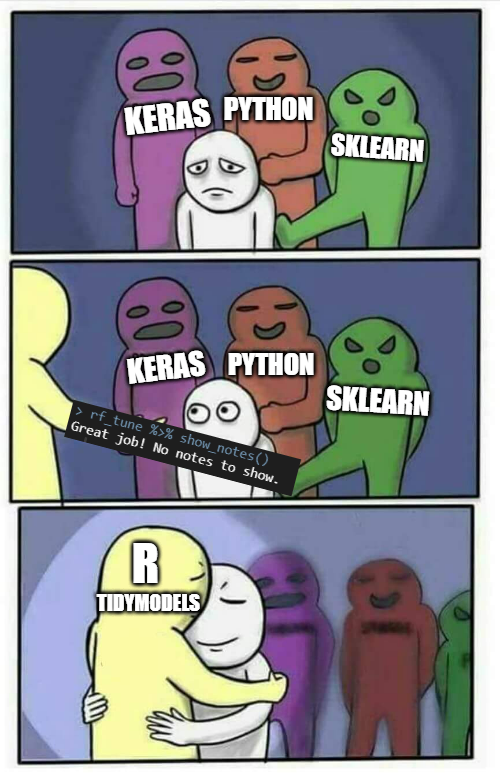 KERAS
PYTHON
SKLEARN
KERAS
PYTHON
SKLEARN
> rf_tune %>% show_notes()
Great job! No notes to show.
R
TIDYMODELS